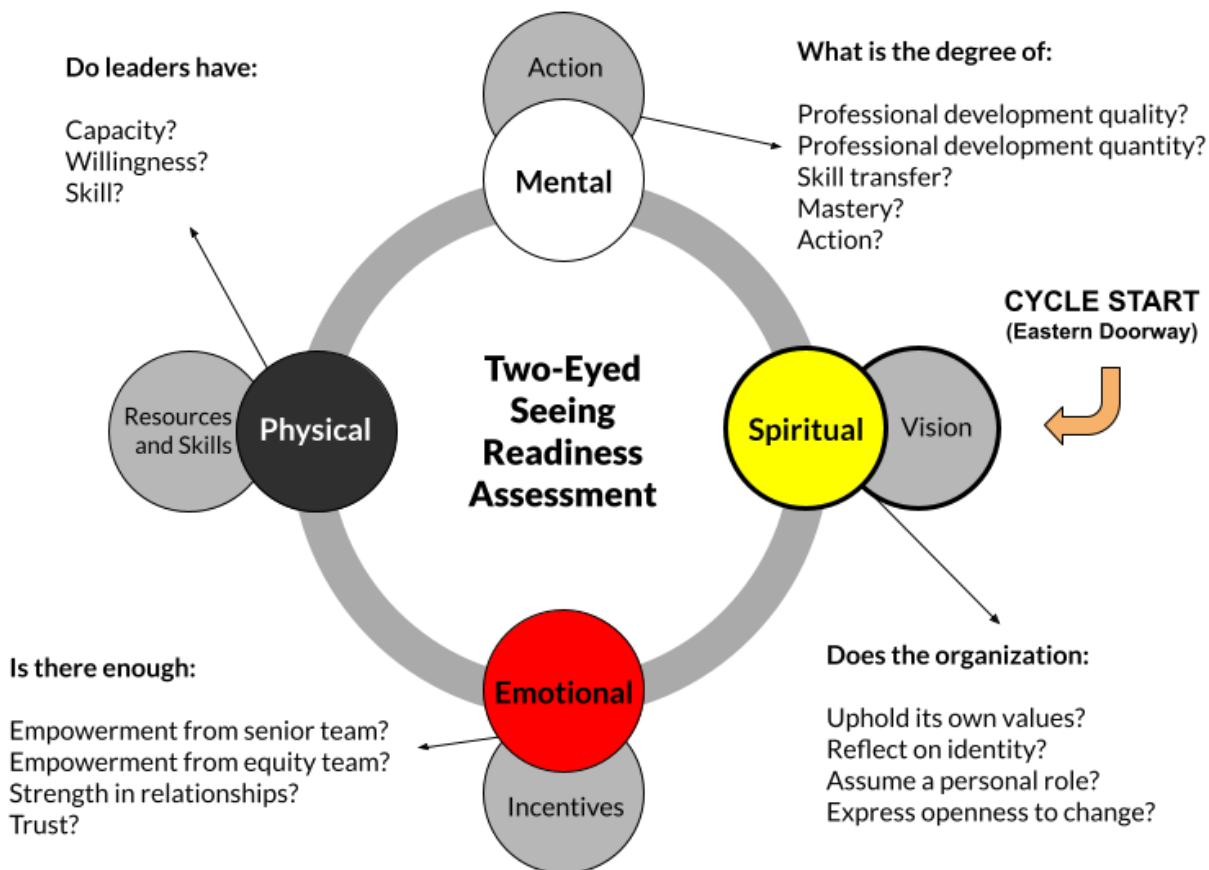 Do leaders have:
Capacity?
Willingness?
Skill?
Action
Mental
What is the degree of:
Professional development quality?
Professional development quantity?
Skill transfer?
Mastery?
Action?
CYCLE START
(Eastern Doorway)
Resources
and Skills
Physical
Two-Eyed
Seeing
Readiness
Assessment
Spiritual
Vision
Is there enough:
Empowerment from senior team?
Empowerment from equity team?
Strength in relationships?
Trust?
Emotional
Incentives
Does the organization:
Uphold its own values?
Reflect on identity?
Assume a personal role?
Express openness to change?